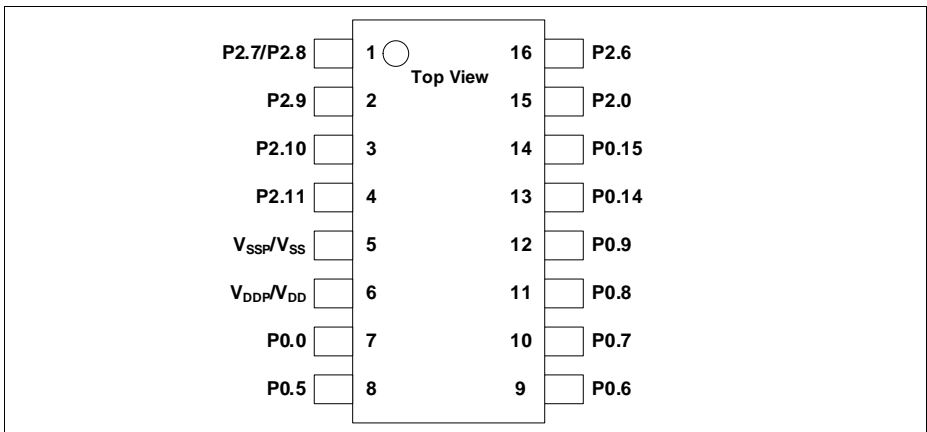 P2.7/P2.8 1 16 P2.6
Top View
P2.9 2 15 P2.0
P2.10 3 14 P0.15
P2.11 4 13 P0.14
VSSP/VSS 5 12 P0.9
VDDP/VDD 6 11 P0.8
P0.0 7 10 P0.7
P0.5 8 9 P0.6